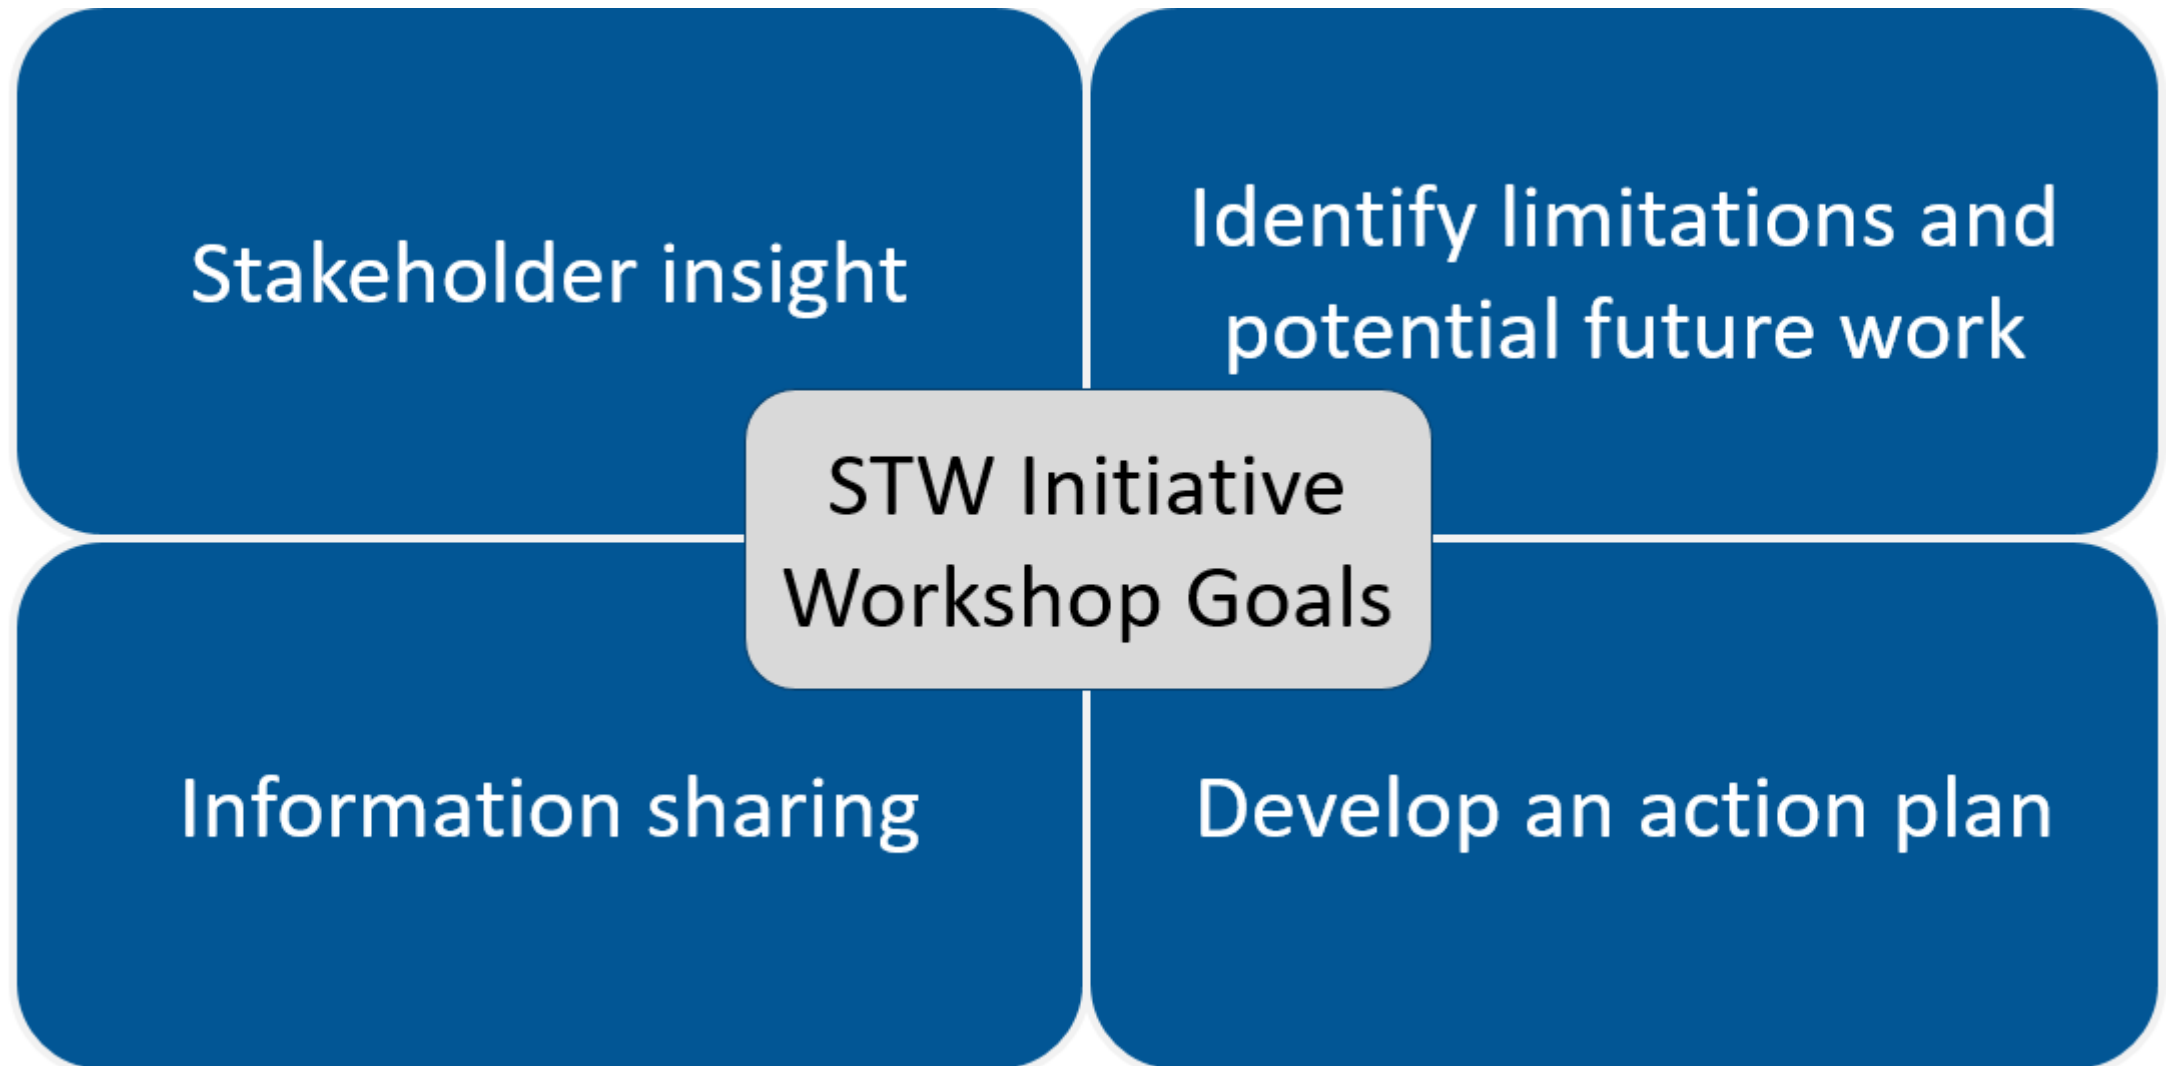 Stakeholder insight
Identify limitations and
potential future work
STW Initiative
Workshop Goals
Information sharing
Develop an action plan